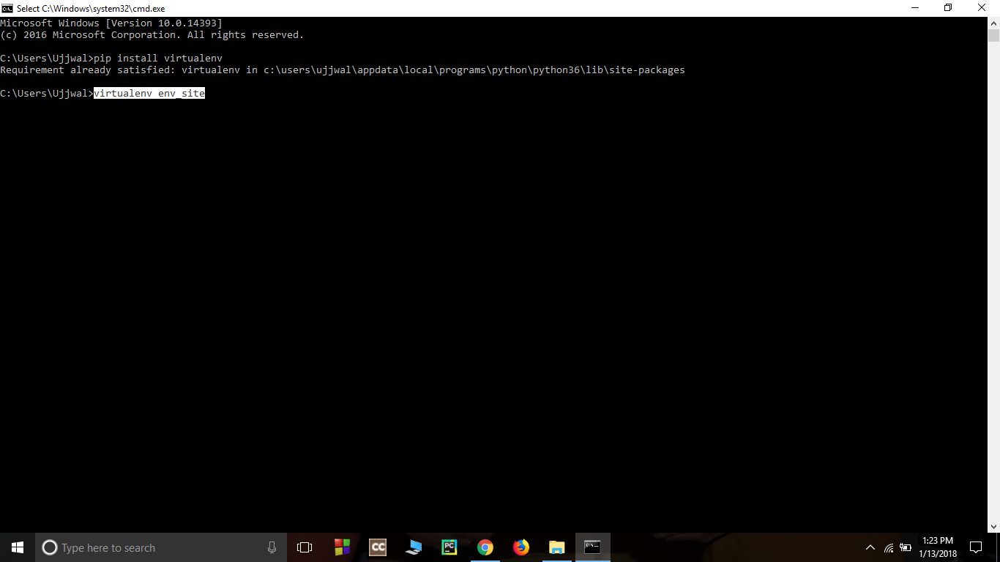 Select C:\Windows\system32\cmd.exe
Microsoft Windows [Version 10.0.14393]
(c) 2016 Microsoft Corporation. All rights reserved.
C:\Users\Ujjwal>pip install virtualenv
Requirement already satisfied: virtualenv in c:\users\ujjwal\appdata\local\programs\python\python36\lib\site-packages
C:\Users\Ujjwal>virtualenv env_site
Type here to search
CC
PC
1:23 PM
1/13/2018